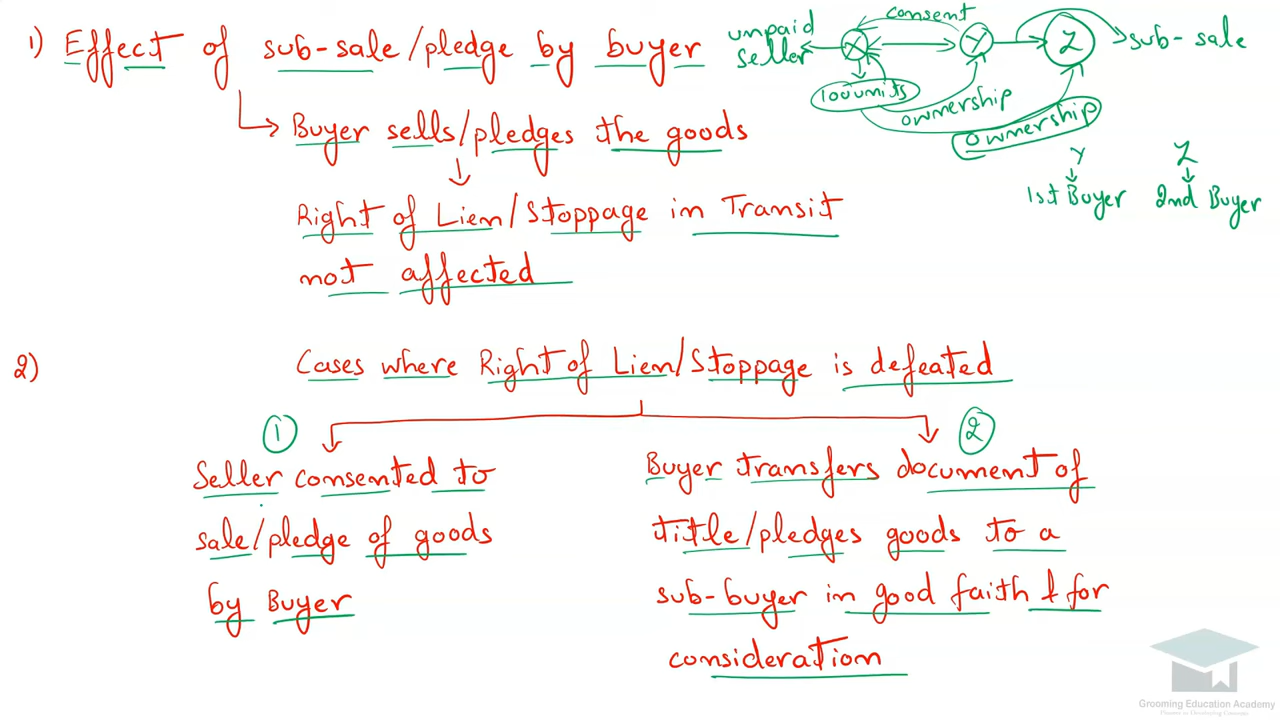 1) Effect of sub-sale/pledge by buyer
Buyer sells/pledges the goods
Right of Lien/Stoppage in Transit
not affected
unpaid
seller
X
consent
Y
Z
sub-sale
100 units
ownership
ownership
Y
Z
1st Buyer
2nd Buyer
2)
Cases where Right of Lien/Stoppage is defeated
1
Seller consented to
sale/pledge of goods
by Buyer
2
Buyer transfers document of
title/pledges goods to a
sub-buyer in good faith & for
consideration
Grooming Education Academy